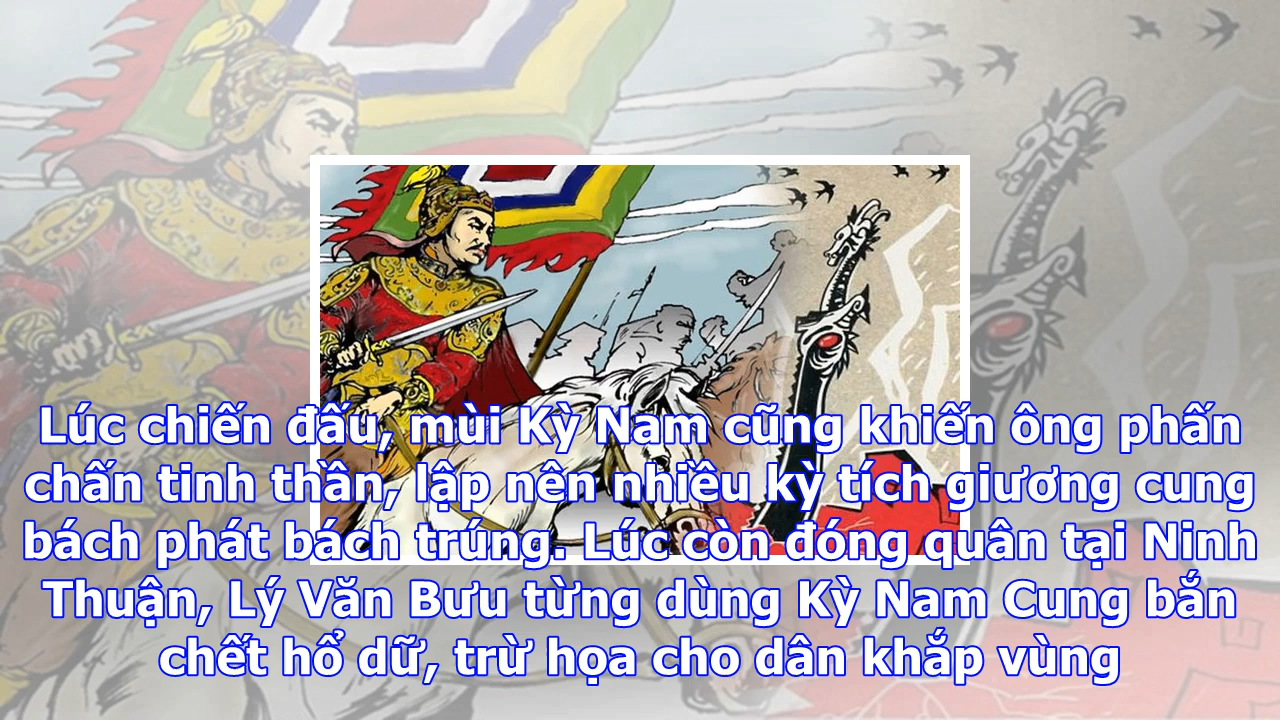 Lúc chiến đấu, mùi Kỳ Nam cũng khiến ông phấn
chấn tinh thần, lập nên nhiều kỳ tích giương cung
bách phát bách trúng. Lúc còn đóng quân tại Ninh
Thuận, Lý Văn Bưu từng dùng Kỳ Nam Cung bắn
chết hổ dữ, trừ họa cho dân khắp vùng